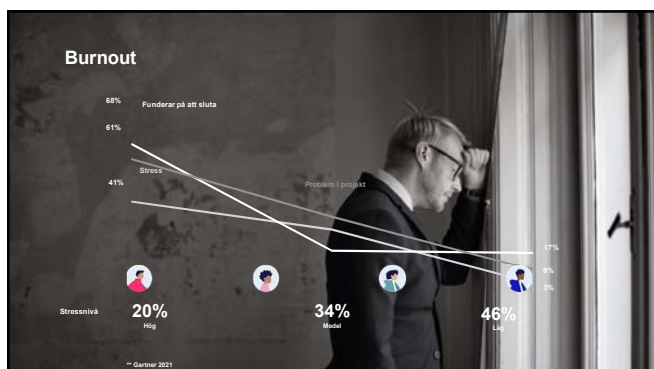 Burnout
68%
Funderar på att sluta
61%
Stress
41%
Problem i projekt
17%
9%
3%
Stressnivå
20%
Hög
34%
Medel
46%
Låg
** Gartner 2021